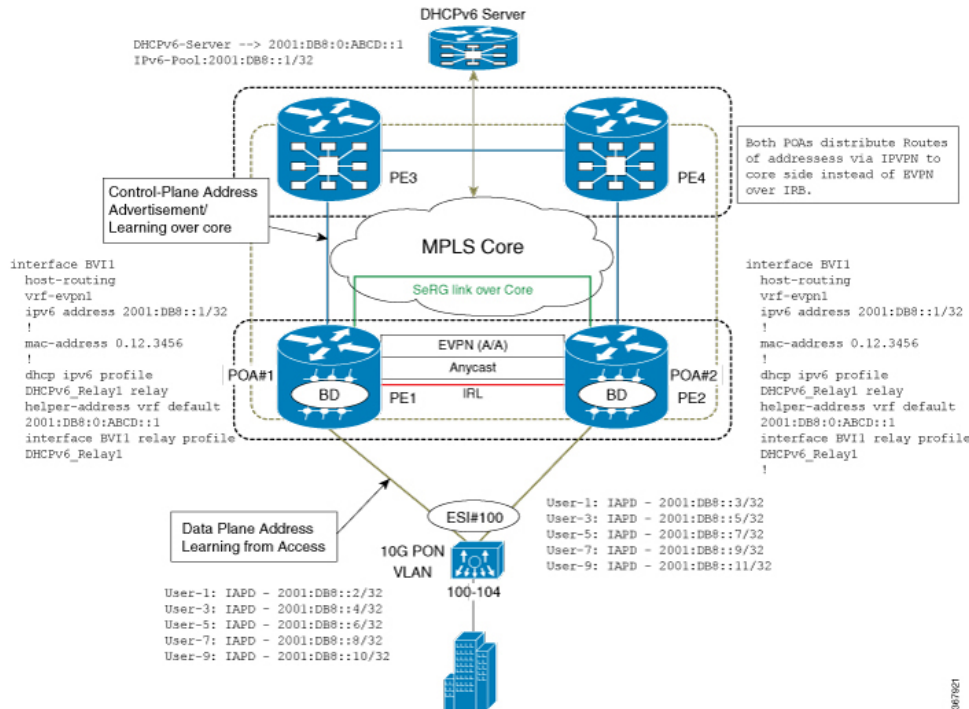 DHCPv6 Server
DHCPv6-Server --> 2001:DB8:0:ABCD::1
IPv6-Pool:2001:DB8::1/32
PE3
PE4
Both POAs distribute Routes
of addressess via IPVPN to
core side instead of EVPN
over IRB.
Control-Plane Address
Advertisement/
Learning over core
MPLS Core
SeRG link over Core
interface BVI1
host-routing
vrf-evpn1
ipv6 address 2001:DB8::1/32
!
mac-address 0.12.3456
!
dhcp ipv6 profile
DHCPv6_Relay1 relay
helper-address vrf default
2001:DB8:0:ABCD::1
interface BVI1 relay profile
DHCPv6_Relay1
POA#1
BD
PE1
EVPN (A/A)
Anycast
IRL
POA#2
BD
PE2
interface BVI1
host-routing
vrf-evpn1
ipv6 address 2001:DB8::1/32
!
mac-address 0.12.3456
!
dhcp ipv6 profile
DHCPv6_Relay1 relay
helper-address vrf default
2001:DB8:0:ABCD::1
interface BVI1 relay profile
DHCPv6_Relay1
!
Data Plane Address
Learning from Access
ESI#100
10G PON
VLAN
100-104
User-1: IAPD - 2001:DB8::3/32
User-3: IAPD - 2001:DB8::5/32
User-5: IAPD - 2001:DB8::7/32
User-7: IAPD - 2001:DB8::9/32
User-9: IAPD - 2001:DB8::11/32
User-1: IAPD - 2001:DB8::2/32
User-3: IAPD - 2001:DB8::4/32
User-5: IAPD - 2001:DB8::6/32
User-7: IAPD - 2001:DB8::8/32
User-9: IAPD - 2001:DB8::10/32
367921